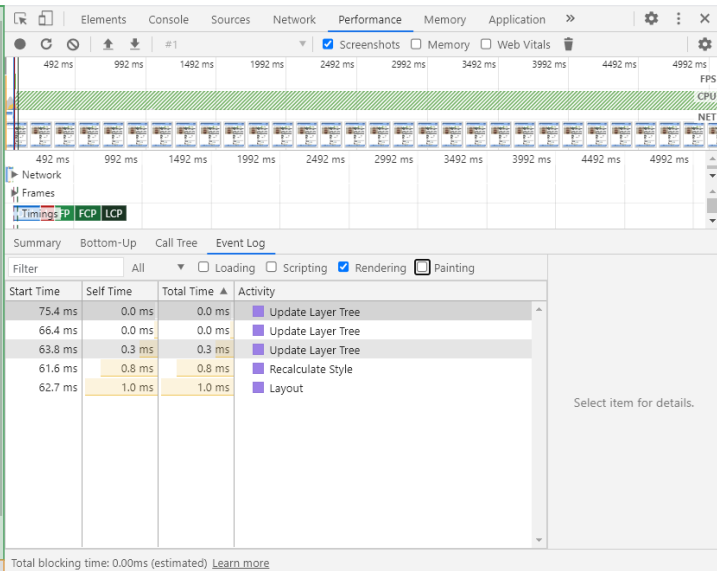 Elements Console Sources Network Performance Memory Application »
#1 Screenshots Memory Web Vitals
492 ms 992 ms 1492 ms 1992 ms 2492 ms 2992 ms 3492 ms 3992 ms 4492 ms 4992 ms
FPS
CPU
NET
492 ms 992 ms 1492 ms 1992 ms 2492 ms 2992 ms 3492 ms 3992 ms 4492 ms 4992 ms
Network
Frames
Timings FP FCP LCP
Summary Bottom-Up Call Tree Event Log
Filter All Loading Scripting Rendering Painting
Start Time Self Time Total Time ▲ Activity
75.4 ms 0.0 ms 0.0 ms Update Layer Tree
66.4 ms 0.0 ms 0.0 ms Update Layer Tree
63.8 ms 0.3 ms 0.3 ms Update Layer Tree
61.6 ms 0.8 ms 0.8 ms Recalculate Style
62.7 ms 1.0 ms 1.0 ms Layout
Select item for details.
Total blocking time: 0.00ms (estimated) Learn more